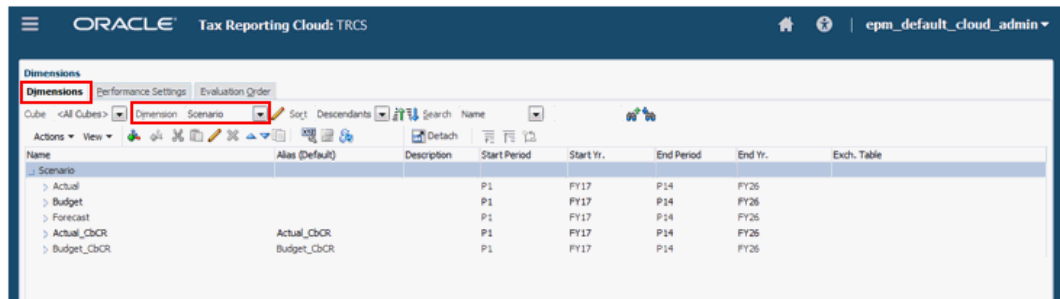 ORACLE Tax Reporting Cloud: TRCS | epm_default_cloud_admin
Dimensions
Dimensions Performance Settings Evaluation Order
Cube <All Cubes> Dimension Scenario Sort Descendants Search Name
Actions View Detach
Name Alias (Default) Description Start Period Start Yr. End Period End Yr. Exch. Table
Scenario
Actual P1 FY17 P14 FY26
Budget P1 FY17 P14 FY26
Forecast P1 FY17 P14 FY26
Actual_CbCR Actual_CbCR P1 FY17 P14 FY26
Budget_CbCR Budget_CbCR P1 FY17 P14 FY26